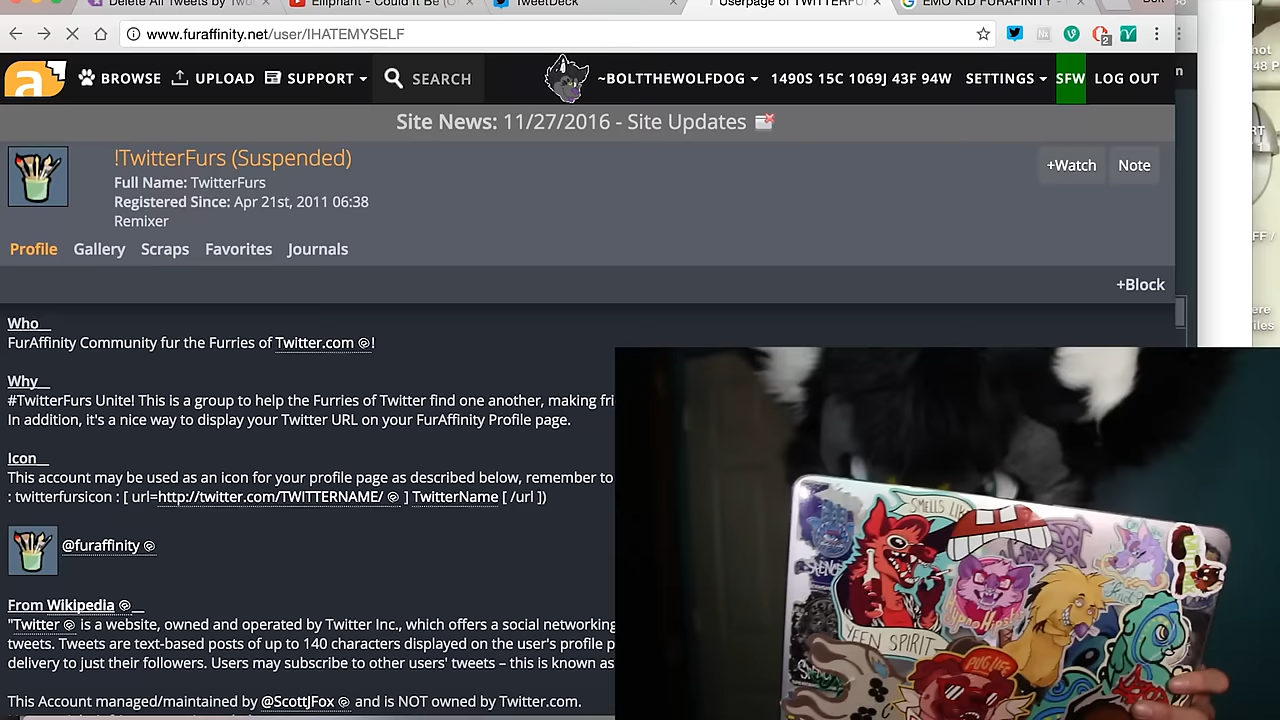 Delete All Tweets by Two
Elliphant - Could It Be (O
TweetDeck
Userpage of TWITTERFU
EMO KID FURAFINITY -
Bolt
www.furaffinity.net/user/IHATEMYSELF
2
BROWSE UPLOAD SUPPORT SEARCH ~BOLTTHEWOLFDOG 1490S 15C 1069J 43F 94W SETTINGS SFW LOG OUT
Site News: 11/27/2016 - Site Updates
!TwitterFurs (Suspended)
+Watch Note
Full Name: TwitterFurs
Registered Since: Apr 21st, 2011 06:38
Remixer
Profile Gallery Scraps Favorites Journals
+Block
Who
FurAffinity Community fur the Furries of Twitter.com !
Why
#TwitterFurs Unite! This is a group to help the Furries of Twitter find one another, making fri
In addition, it's a nice way to display your Twitter URL on your FurAffinity Profile page.
Icon
This account may be used as an icon for your profile page as described below, remember to
: twitterfursicon : [ url=http://twitter.com/TWITTERNAME/ ] TwitterName [ /url ])
@furaffinity
From Wikipedia
"Twitter is a website, owned and operated by Twitter Inc., which offers a social networking
tweets. Tweets are text-based posts of up to 140 characters displayed on the user's profile p
delivery to just their followers. Users may subscribe to other users' tweets – this is known as
This Account managed/maintained by @ScottJFox and is NOT owned by Twitter.com.
SMELLS LIK
YEEN SPIRIT
PUG LIFE